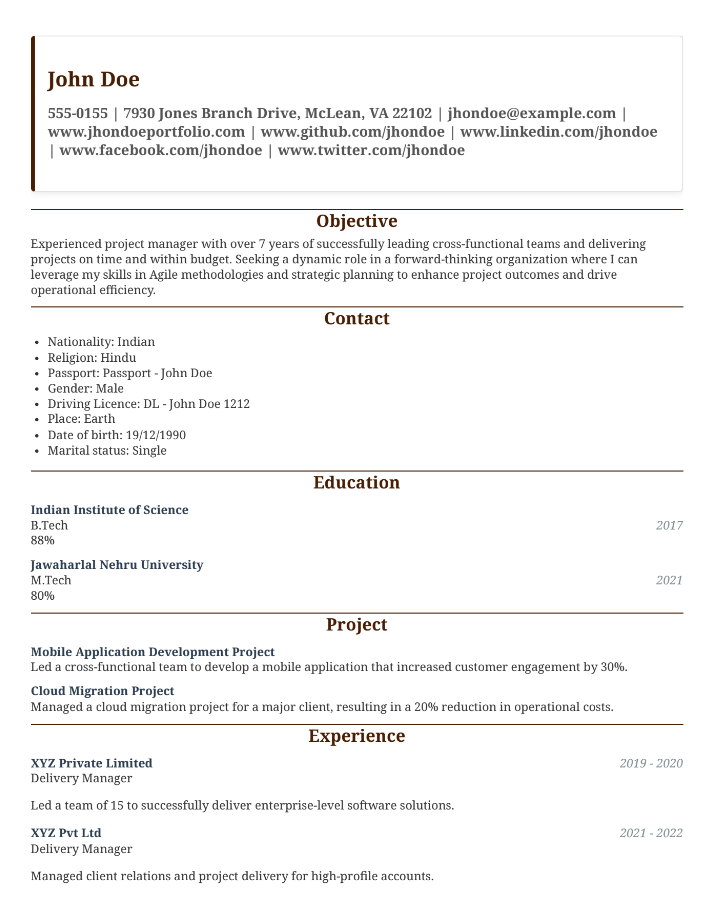 John Doe
555-0155 | 7930 Jones Branch Drive, McLean, VA 22102 | jhondoe@example.com |
www.jhondoeportfolio.com | www.github.com/jhondoe | www.linkedin.com/jhondoe
| www.facebook.com/jhondoe | www.twitter.com/jhondoe
Objective
Experienced project manager with over 7 years of successfully leading cross-functional teams and delivering
projects on time and within budget. Seeking a dynamic role in a forward-thinking organization where I can
leverage my skills in Agile methodologies and strategic planning to enhance project outcomes and drive
operational efficiency.
Contact
• Nationality: Indian
• Religion: Hindu
• Passport: Passport - John Doe
• Gender: Male
• Driving Licence: DL - John Doe 1212
• Place: Earth
• Date of birth: 19/12/1990
• Marital status: Single
Education
Indian Institute of Science
B.Tech 2017
88%
Jawaharlal Nehru University
M.Tech 2021
80%
Project
Mobile Application Development Project
Led a cross-functional team to develop a mobile application that increased customer engagement by 30%.
Cloud Migration Project
Managed a cloud migration project for a major client, resulting in a 20% reduction in operational costs.
Experience
XYZ Private Limited 2019 - 2020
Delivery Manager
Led a team of 15 to successfully deliver enterprise-level software solutions.
XYZ Pvt Ltd 2021 - 2022
Delivery Manager
Managed client relations and project delivery for high-profile accounts.